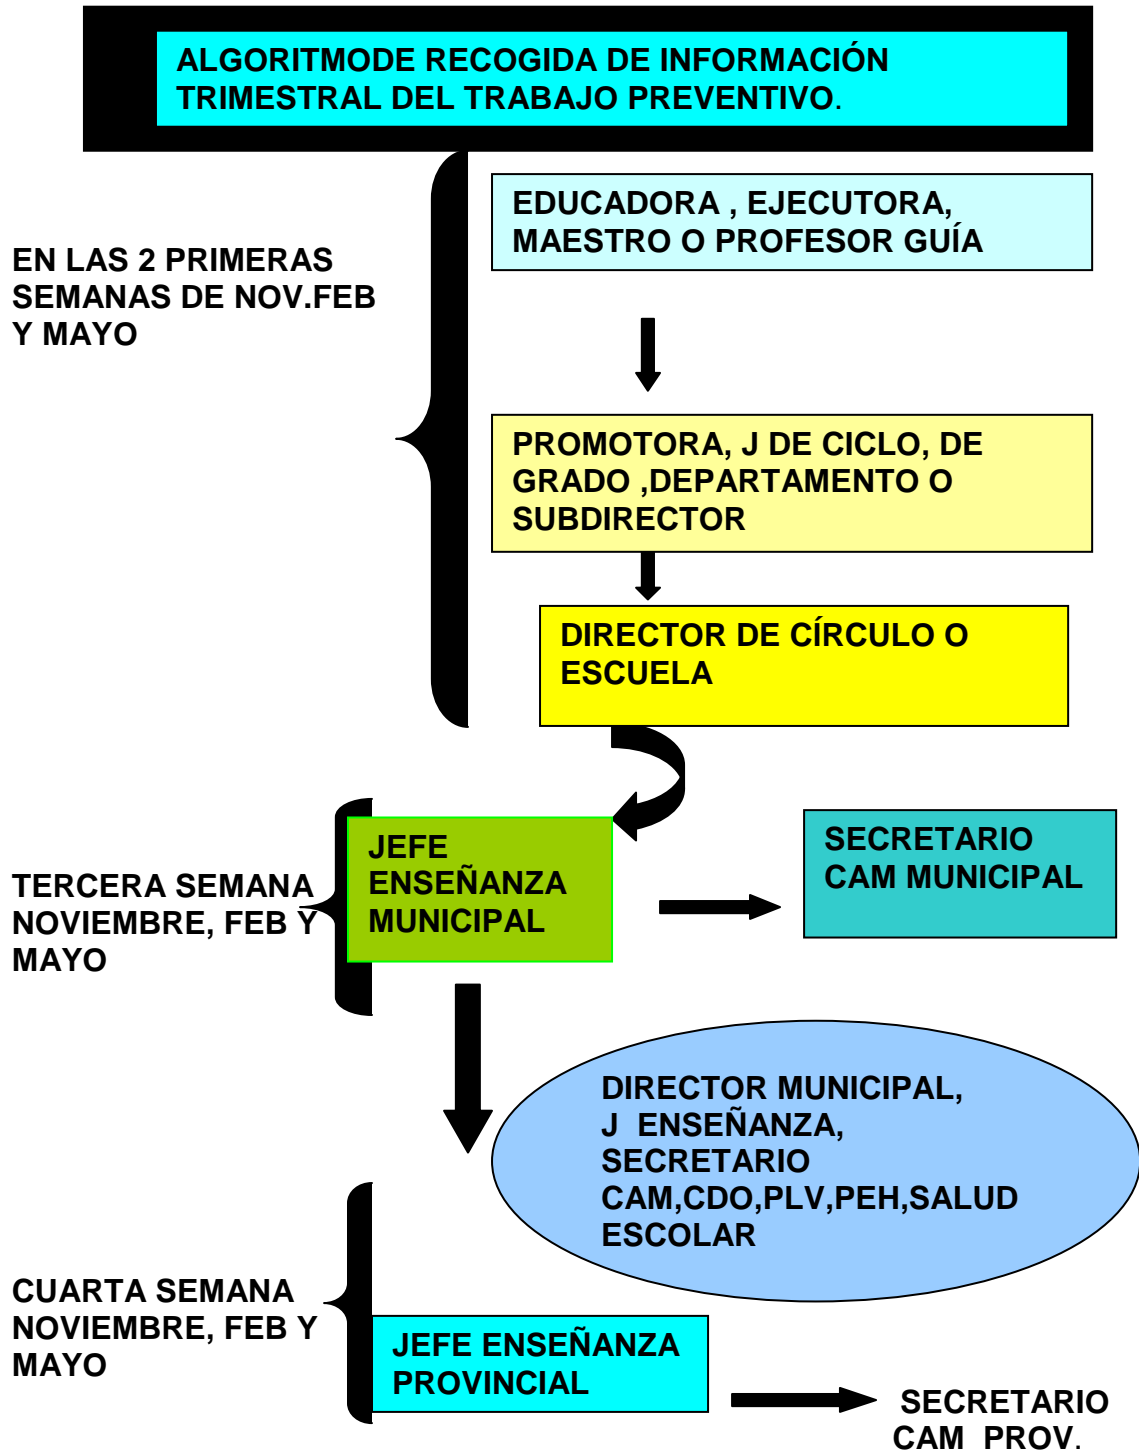 ALGORITMODE RECOGIDA DE INFORMACIÓN
TRIMESTRAL DEL TRABAJO PREVENTIVO.
EDUCADORA , EJECUTORA,
MAESTRO O PROFESOR GUÍA
EN LAS 2 PRIMERAS
SEMANAS DE NOV.FEB
Y MAYO
PROMOTORA, J DE CICLO, DE
GRADO ,DEPARTAMENTO O
SUBDIRECTOR
DIRECTOR DE CÍRCULO O
ESCUELA
TERCERA SEMANA
NOVIEMBRE, FEB Y
MAYO
JEFE
ENSEÑANZA
MUNICIPAL
SECRETARIO
CAM MUNICIPAL
DIRECTOR MUNICIPAL,
J ENSEÑANZA,
SECRETARIO
CAM,CDO,PLV,PEH,SALUD
ESCOLAR
CUARTA SEMANA
NOVIEMBRE, FEB Y
MAYO
JEFE ENSEÑANZA
PROVINCIAL
SECRETARIO
CAM PROV.